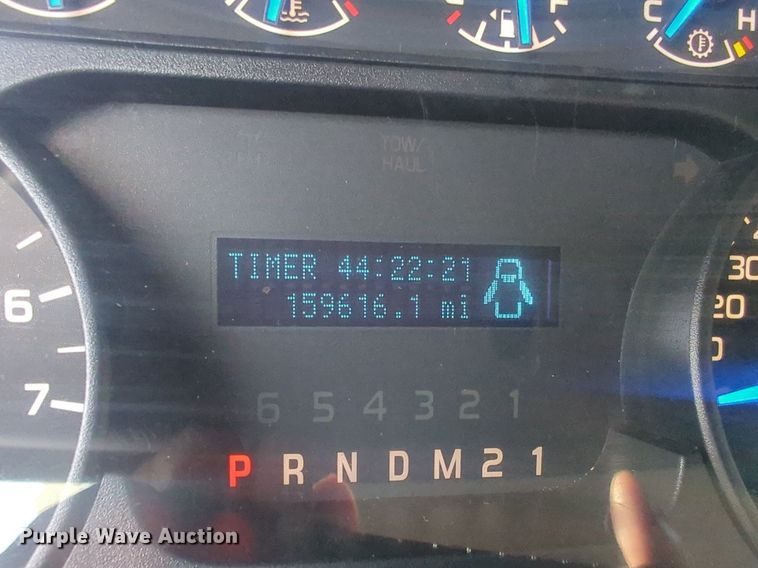 F
C
H
TOW/
HAUL
TIMER 44:22:21
159616.1 mi
6
7
30
20
0
6 5 4 3 2 1
P R N D M 2 1
Purple Wave Auction